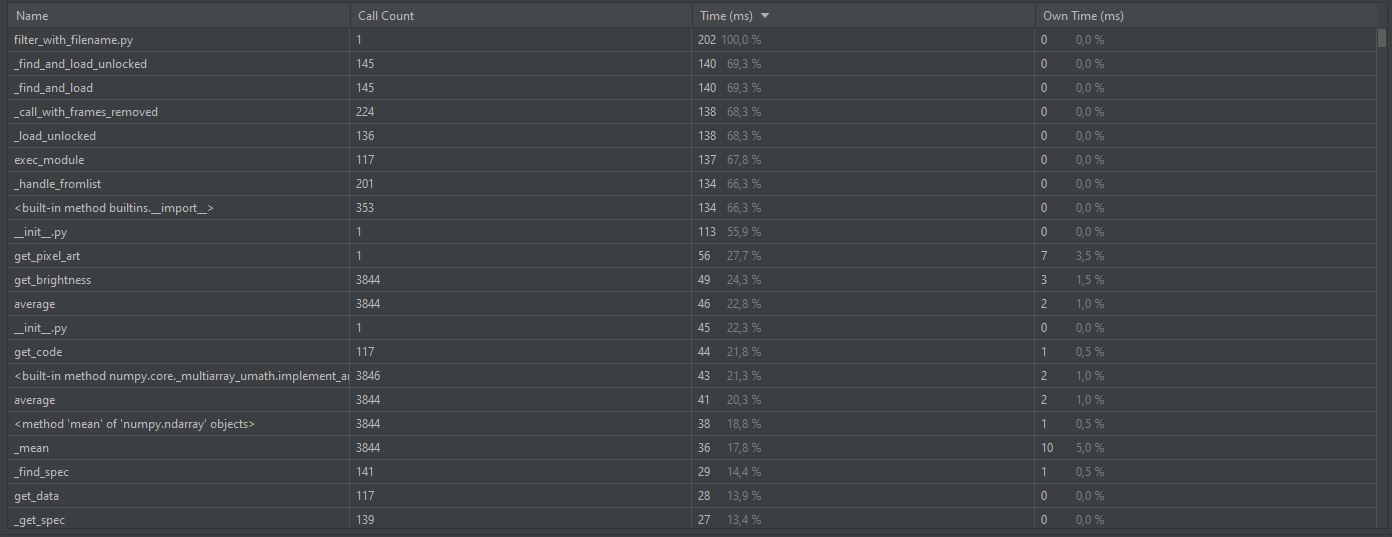 Name Call Count Time (ms) Own Time (ms)
filter_with_filename.py 1 202 100,0 % 0 0,0 %
_find_and_load_unlocked 145 140 69,3 % 0 0,0 %
_find_and_load 145 140 69,3 % 0 0,0 %
_call_with_frames_removed 224 138 68,3 % 0 0,0 %
_load_unlocked 136 138 68,3 % 0 0,0 %
exec_module 117 137 67,8 % 0 0,0 %
_handle_fromlist 201 134 66,3 % 0 0,0 %
<built-in method builtins.__import__> 353 134 66,3 % 0 0,0 %
__init__.py 1 113 55,9 % 0 0,0 %
get_pixel_art 1 56 27,7 % 7 3,5 %
get_brightness 3844 49 24,3 % 3 1,5 %
average 3844 46 22,8 % 2 1,0 %
__init__.py 1 45 22,3 % 0 0,0 %
get_code 117 44 21,8 % 1 0,5 %
<built-in method numpy.core._multiarray_umath.implement_ar 3846 43 21,3 % 2 1,0 %
average 3844 41 20,3 % 2 1,0 %
<method 'mean' of 'numpy.ndarray' objects> 3844 38 18,8 % 1 0,5 %
_mean 3844 36 17,8 % 10 5,0 %
_find_spec 141 29 14,4 % 1 0,5 %
get_data 117 28 13,9 % 0 0,0 %
_get_spec 139 27 13,4 % 0 0,0 %